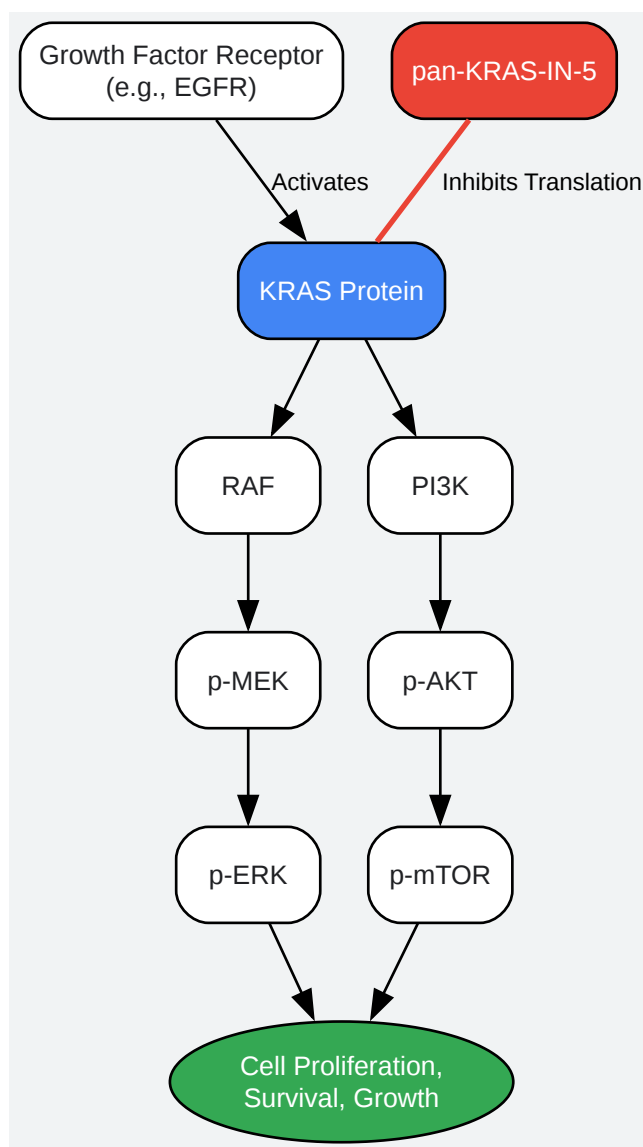 Growth Factor Receptor
(e.g., EGFR)
pan-KRAS-IN-5
Activates
Inhibits Translation
KRAS Protein
RAF
PI3K
p-MEK
p-AKT
p-ERK
p-mTOR
Cell Proliferation,
Survival, Growth